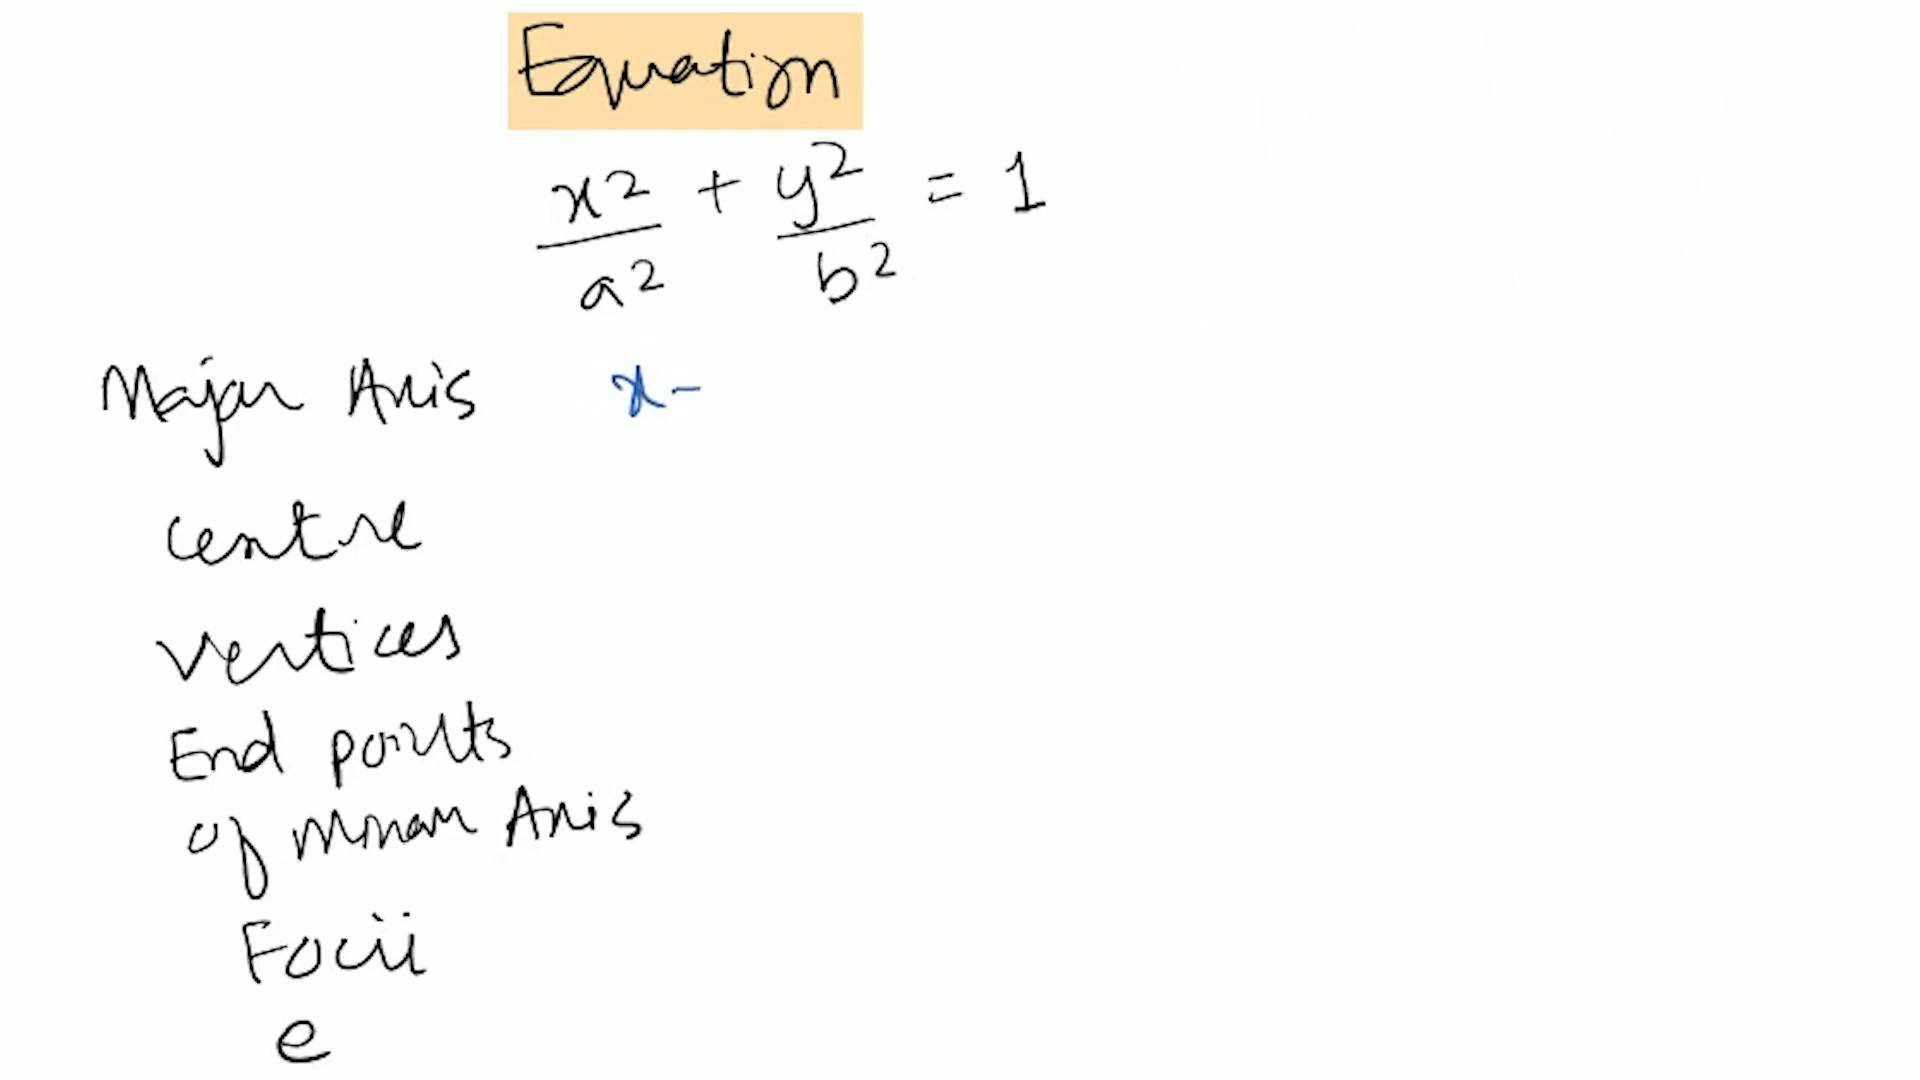 Equation
x²/a² + y²/b² = 1
Major Axis x-
Centre
Vertices
End points
of Minor Axis
Focii
e